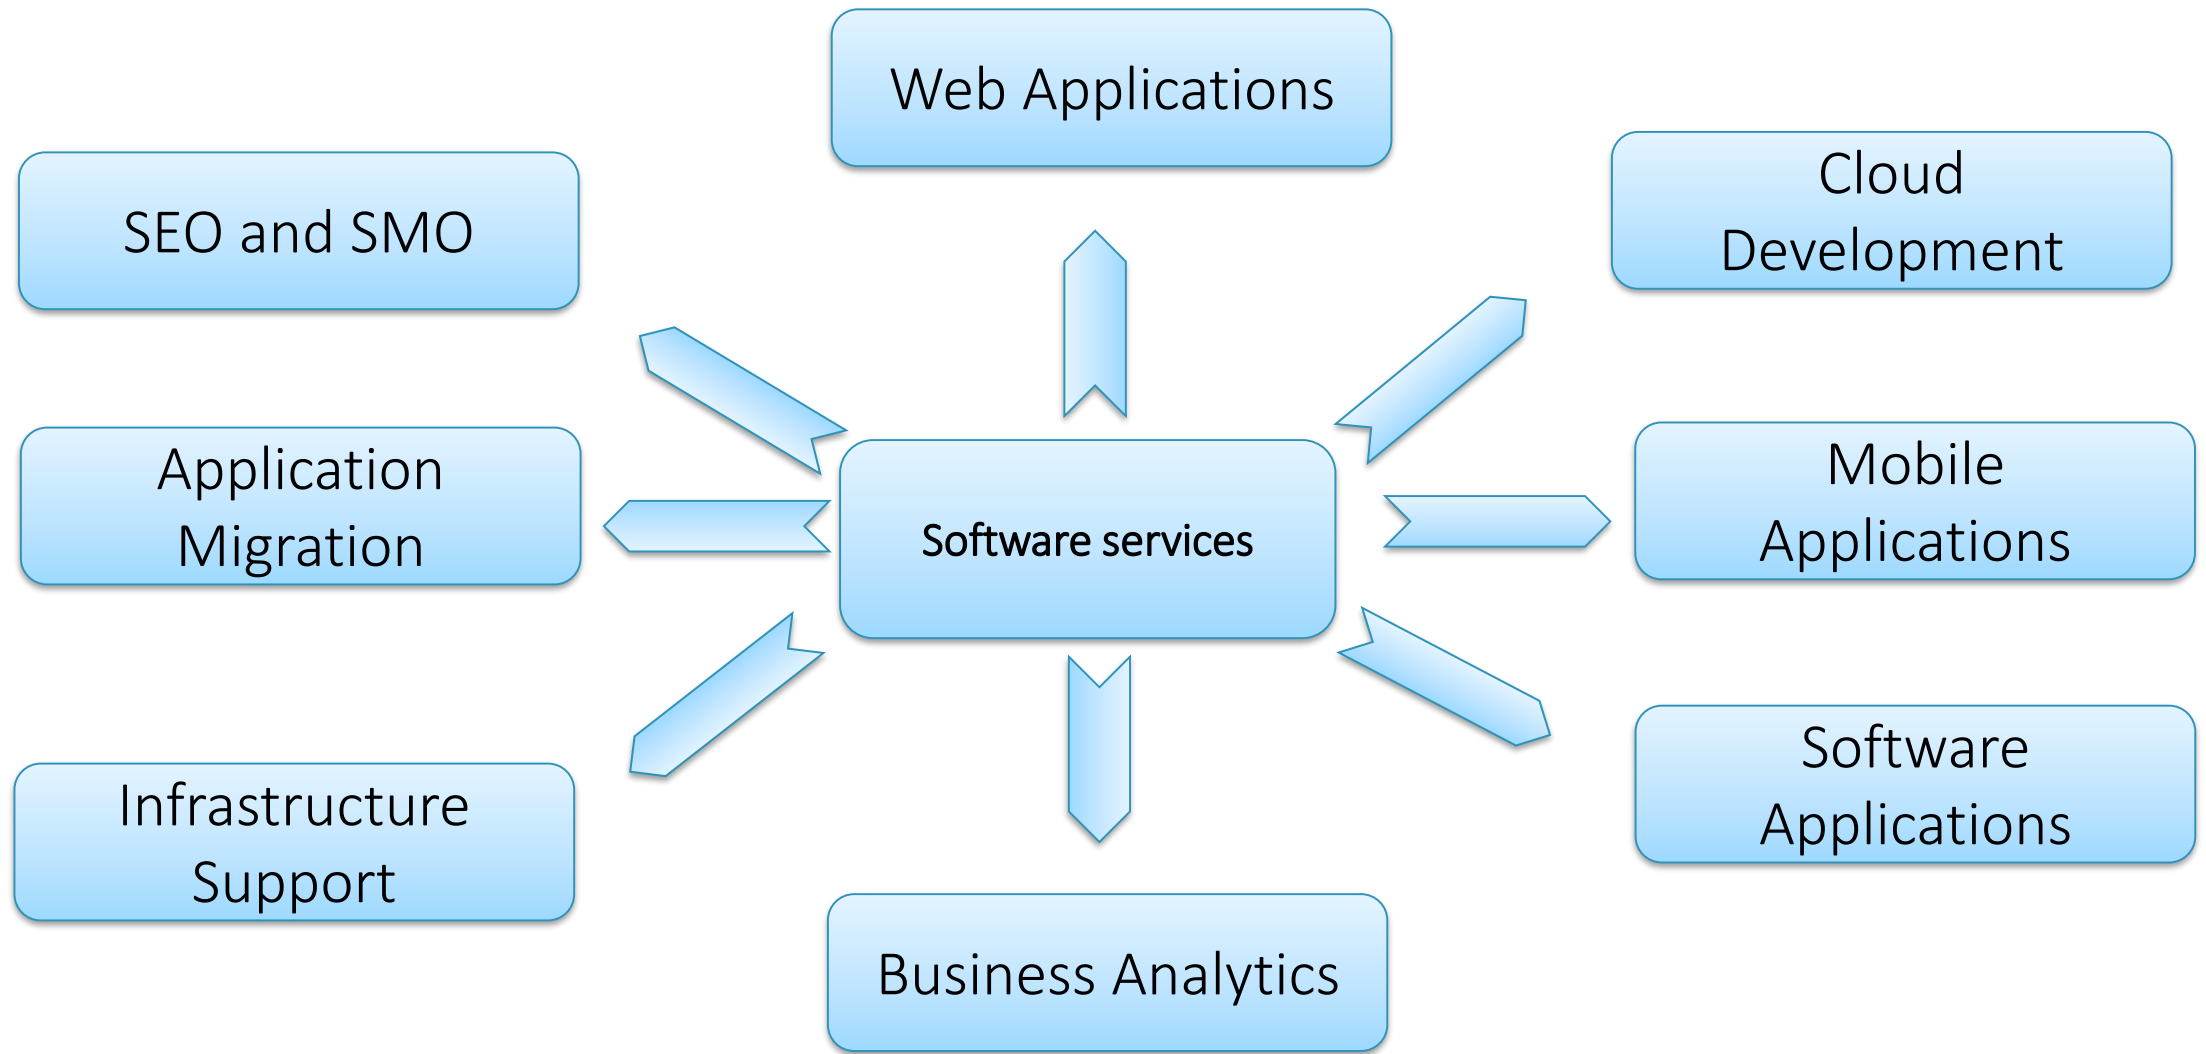 Web Applications
SEO and SMO
Cloud
Development
Application
Migration
Software services
Mobile
Applications
Infrastructure
Support
Software
Applications
Business Analytics